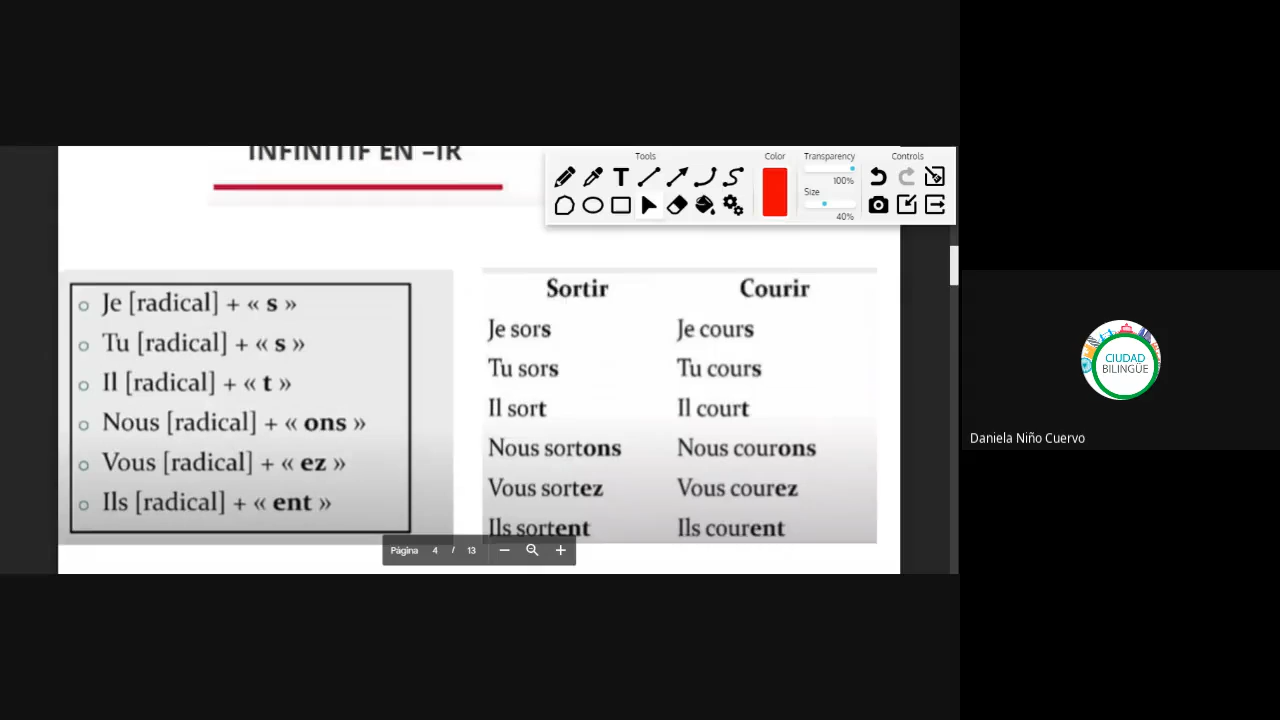 INFINITIF EN –IR
Tools
Color
Transparency
Controls
100%
Size
40%
T
o Je [radical] + « s »
o Tu [radical] + « s »
o Il [radical] + « t »
o Nous [radical] + « ons »
o Vous [radical] + « ez »
o Ils [radical] + « ent »
Sortir Courir
Je sors Je cours
Tu sors Tu cours
Il sort Il court
Nous sortons Nous courons
Vous sortez Vous courez
Ils sortent Ils courent
Página 4 / 13
CIUDAD
BILINGÜE
Daniela Niño Cuervo